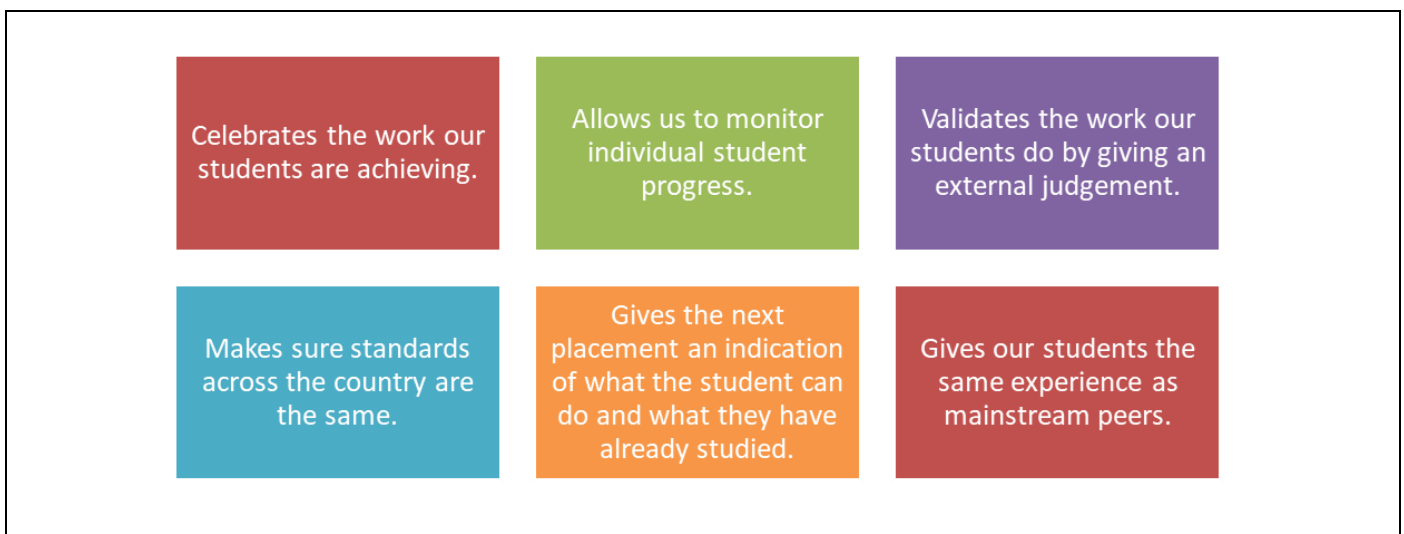 Celebrates the work our
students are achieving.
Allows us to monitor
individual student
progress.
Validates the work our
students do by giving an
external judgement.
Makes sure standards
across the country are
the same.
Gives the next
placement an indication
of what the student can
do and what they have
already studied.
Gives our students the
same experience as
mainstream peers.